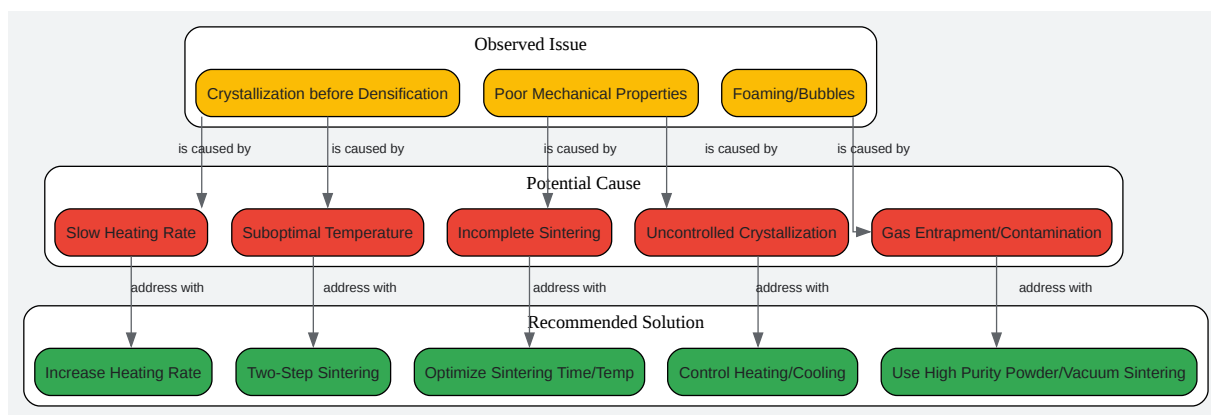 Observed Issue
Crystallization before Densification
Poor Mechanical Properties
Foaming/Bubbles
is caused by
is caused by
is caused by
is caused by
is caused by
Potential Cause
Slow Heating Rate
Suboptimal Temperature
Incomplete Sintering
Uncontrolled Crystallization
Gas Entrapment/Contamination
address with
address with
address with
address with
address with
Recommended Solution
Increase Heating Rate
Two-Step Sintering
Optimize Sintering Time/Temp
Control Heating/Cooling
Use High Purity Powder/Vacuum Sintering